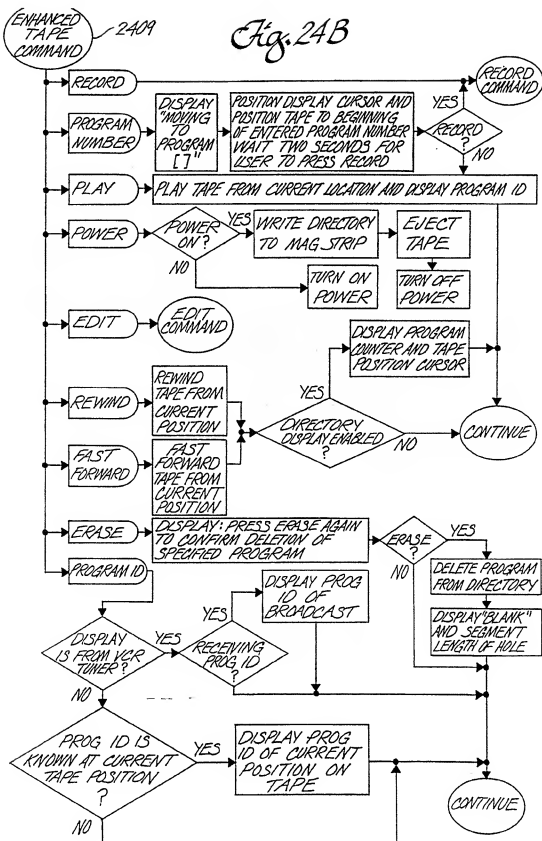 ENHANCED
TAPE
COMMAND
2409
Fig. 24B
RECORD
RECORD
COMMAND
PROGRAM
NUMBER
DISPLAY
"MOVING
TO
PROGRAM
[ ]"
POSITION DISPLAY CURSOR AND
POSITION TAPE TO BEGINNING
OF ENTERED PROGRAM NUMBER
WAIT TWO SECONDS FOR
USER TO PRESS RECORD
YES
RECORD
?
NO
PLAY
PLAY TAPE FROM CURRENT LOCATION AND DISPLAY PROGRAM ID
POWER
POWER
ON?
YES
WRITE DIRECTORY
TO MAG STRIP
EJECT
TAPE
NO
TURN ON
POWER
TURN OFF
POWER
EDIT
EDIT
COMMAND
DISPLAY PROGRAM
COUNTER AND TAPE
POSITION CURSOR
REWIND
REWIND
TAPE FROM
CURRENT
POSITION
YES
DIRECTORY
DISPLAY ENABLED
?
NO
CONTINUE
FAST
FORWARD
FAST
FORWARD
TAPE FROM
CURRENT
POSITION
ERASE
DISPLAY: PRESS ERASE AGAIN
TO CONFIRM DELETION OF
SPECIFIED PROGRAM
ERASE
?
YES
NO
DELETE PROGRAM
FROM DIRECTORY
DISPLAY "BLANK"
AND SEGMENT
LENGTH OF HOLE
PROGRAM ID
DISPLAY
IS FROM VCR
TUNER?
YES
NO
RECEIVING
PROG ID
?
YES
NO
DISPLAY PROG
ID OF
BROADCAST
PROG ID IS
KNOWN AT CURRENT
TAPE POSITION
?
YES
NO
DISPLAY PROG
ID OF CURRENT
POSITION ON
TAPE
CONTINUE